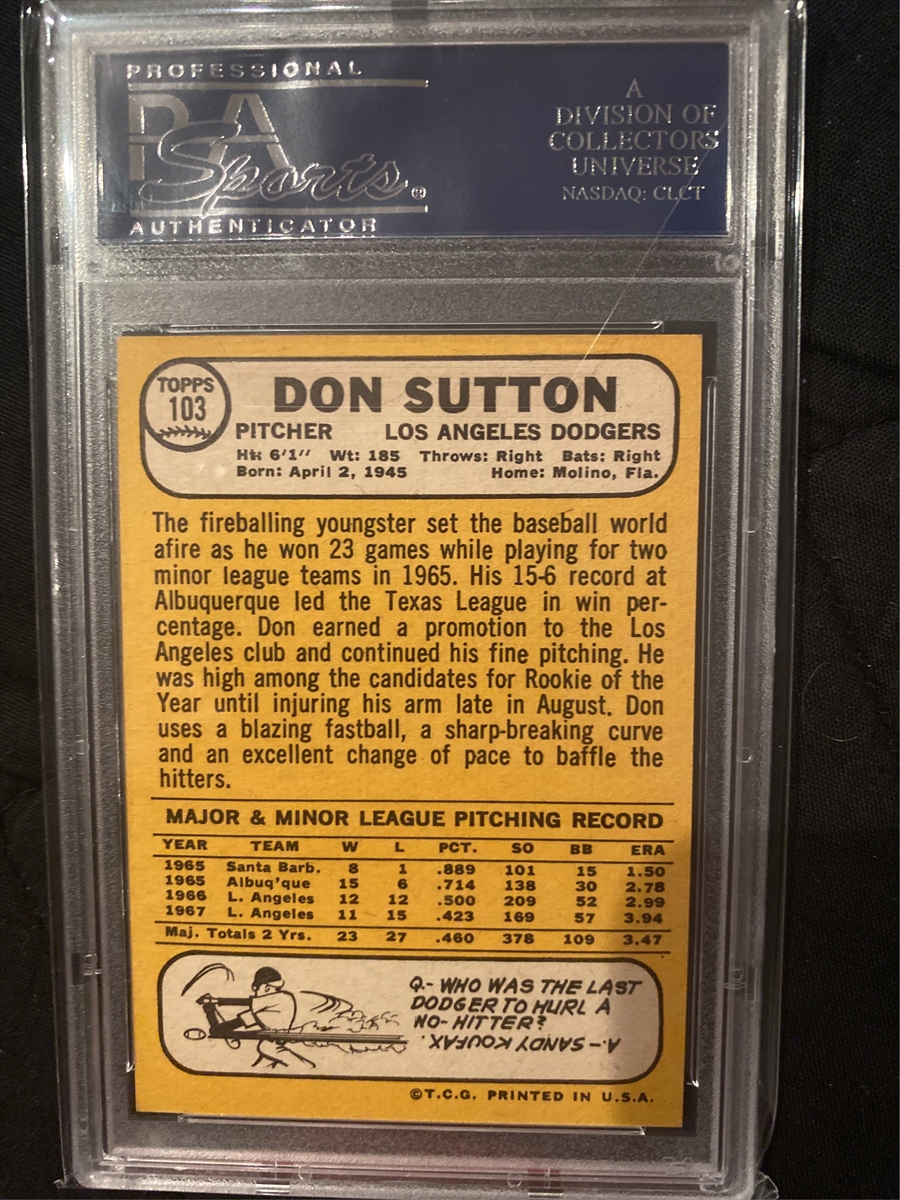 PROFESSIONAL
PSA
Sports®
AUTHENTICATOR
A
DIVISION OF
COLLECTORS
UNIVERSE
NASDAQ: CLCT
TOPPS
103
DON SUTTON
PITCHER LOS ANGELES DODGERS
Ht: 6'1" Wt: 185 Throws: Right Bats: Right
Born: April 2, 1945 Home: Molino, Fla.
The fireballing youngster set the baseball world
afire as he won 23 games while playing for two
minor league teams in 1965. His 15-6 record at
Albuquerque led the Texas League in win per-
centage. Don earned a promotion to the Los
Angeles club and continued his fine pitching. He
was high among the candidates for Rookie of the
Year until injuring his arm late in August. Don
uses a blazing fastball, a sharp-breaking curve
and an excellent change of pace to baffle the
hitters.
MAJOR & MINOR LEAGUE PITCHING RECORD
YEAR TEAM W L PCT. SO BB ERA
1965 Santa Barb. 8 1 .889 101 15 1.50
1965 Albuq'que 15 6 .714 138 30 2.78
1966 L. Angeles 12 12 .500 209 52 2.99
1967 L. Angeles 11 15 .423 169 57 3.94
Maj. Totals 2 Yrs. 23 27 .460 378 109 3.47
Q.- WHO WAS THE LAST
DODGER TO HURL A
NO-HITTER?
A.- SANDY KOUFAX.
©T.C.G. PRINTED IN U.S.A.